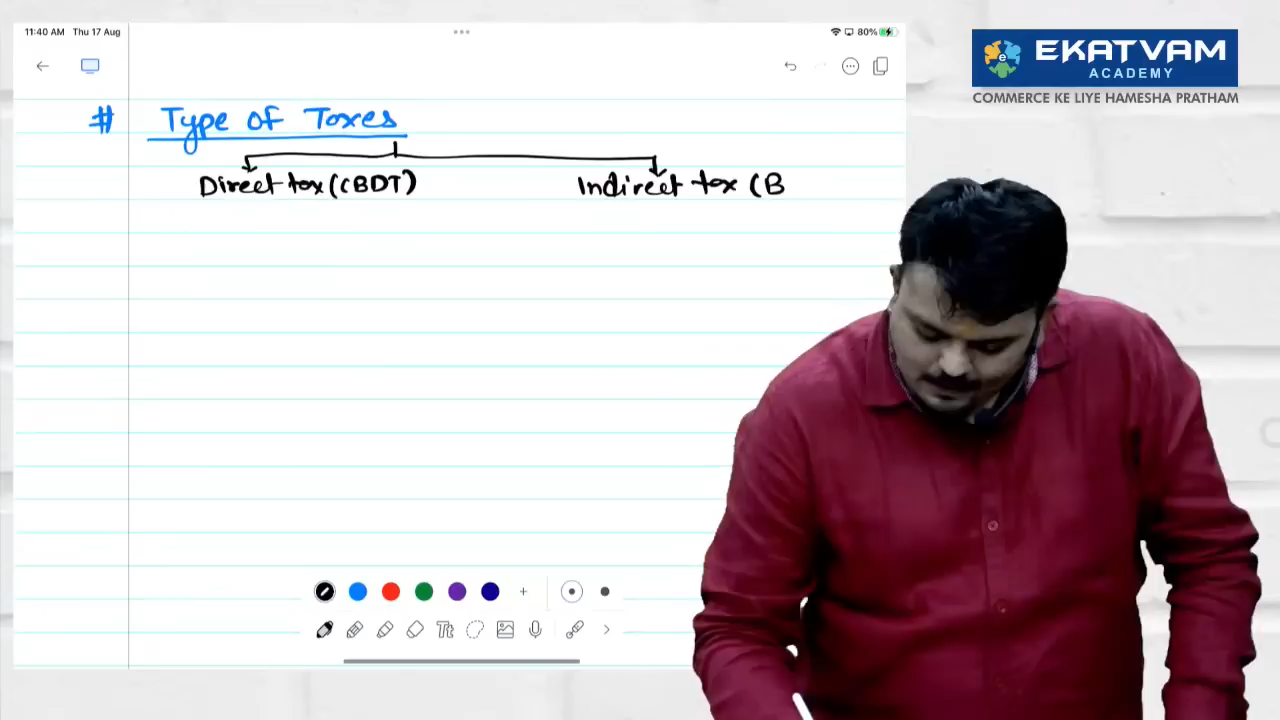 11:40 AM Thu 17 Aug
80%
EKATVAM
ACADEMY
COMMERCE KE LIYE HAMESHA PRATHAM
# Type of Taxes
Direct tax (CBDT)
Indirect tax (B
Tt